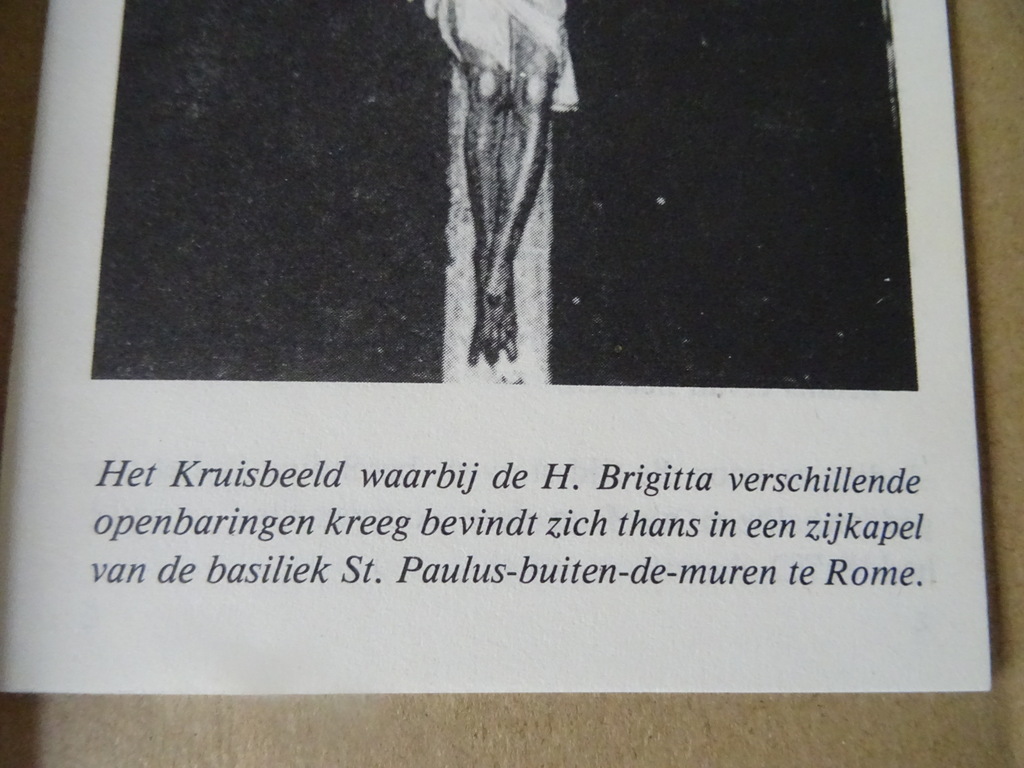 Het Kruisbeeld waarbij de H. Brigitta verschillende
openbaringen kreeg bevindt zich thans in een zijkapel
van de basiliek St. Paulus-buiten-de-muren te Rome.